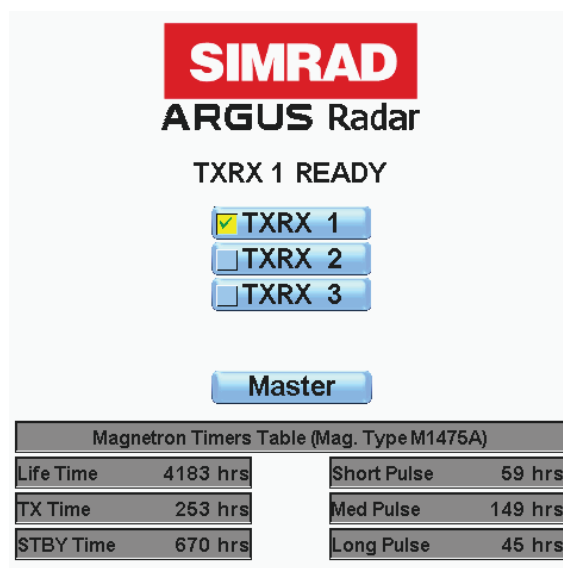 SIMRAD
ARGUS Radar
TXRX 1 READY
TXRX 1
TXRX 2
TXRX 3
Master
Magnetron Timers Table (Mag. Type M1475A)
Life Time 4183 hrs Short Pulse 59 hrs
TX Time 253 hrs Med Pulse 149 hrs
STBY Time 670 hrs Long Pulse 45 hrs